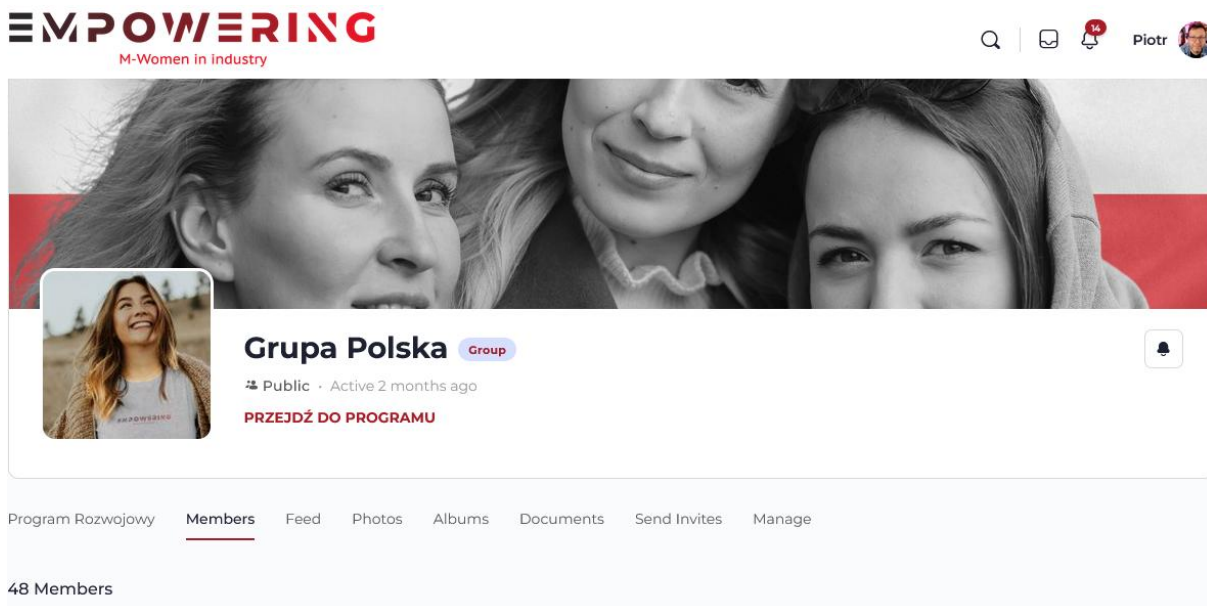 EMPOWERING
M-Women in industry
14
Piotr
EMPOWERING
Grupa Polska Group
Public · Active 2 months ago
PRZEJDŹ DO PROGRAMU
Program Rozwojowy Members Feed Photos Albums Documents Send Invites Manage
48 Members